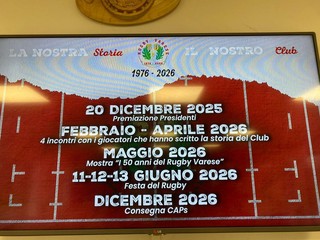 LA NOSTRA Storia IL NOSTRO Club
1976 - 2026
20 DICEMBRE 2025
Premiazione Presidenti
FEBBRAIO - APRILE 2026
4 incontri con i giocatori che hanno scritto la storia del Club
MAGGIO 2026
Mostra "I 50 anni del Rugby Varese"
11-12-13 GIUGNO 2026
Festa del Rugby
DICEMBRE 2026
Consegna CAPs